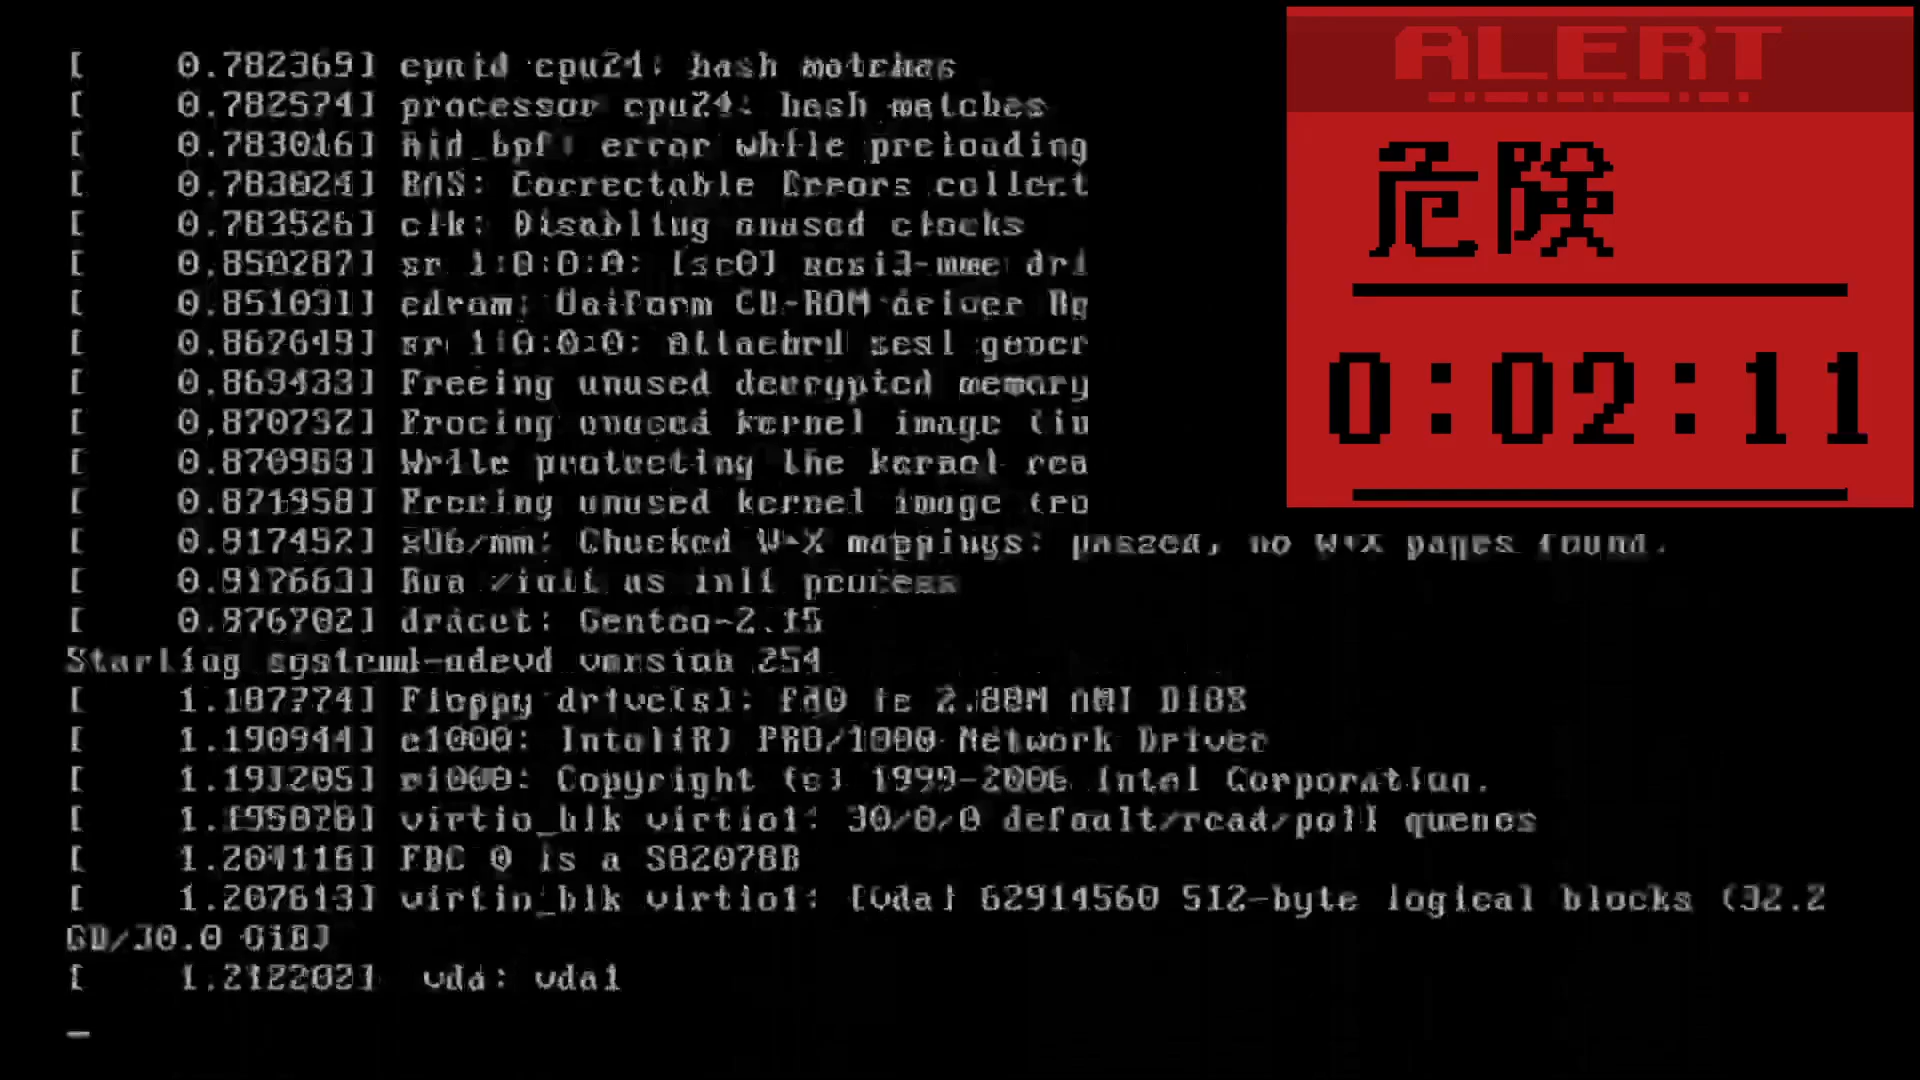 [    0.782369] cpuid cpu24: hash matches
[    0.782574] processor cpu24: hash matches
[    0.783016] hid_bpf: error while preloading
[    0.783024] RAS: Correctable Errors collect
[    0.783526] clk: Disabling unused clocks
[    0.850287] sr 1:0:0:0: [sr0] scsi3-mmc dri
[    0.851031] cdrom: Uniform CD-ROM driver
[    0.862649] sr 1:0:0:0: Attached scsi gener
[    0.869433] Freeing unused decrypted memory
[    0.870732] Freeing unused kernel image (in
[    0.870983] Write protecting the kernel rea
[    0.871958] Freeing unused kernel image (ro
[    0.917452] x86/mm: Checked W+X mappings: passed, no W+X pages found.
[    0.917663] Run /init as init process
[    0.976702] dracut: Gentoo-2.15
Starting systemd-udevd version 254
[    1.187274] Floppy drive(s): fd0 is 2.88M AMI BIOS
[    1.190944] e1000: Intel(R) PRO/1000 Network Driver
[    1.191205] e1000: Copyright (c) 1999-2006 Intel Corporation.
[    1.195028] virtio_blk virtio1: 30/0/0 default/read/poll queues
[    1.204116] FDC 0 is a S82078B
[    1.207613] virtio_blk virtio1: [vda] 62914560 512-byte logical blocks (32.2
GB/30.0 GiB)
[    1.212202]  vda: vda1
_
ALERT
危険
0:02:11